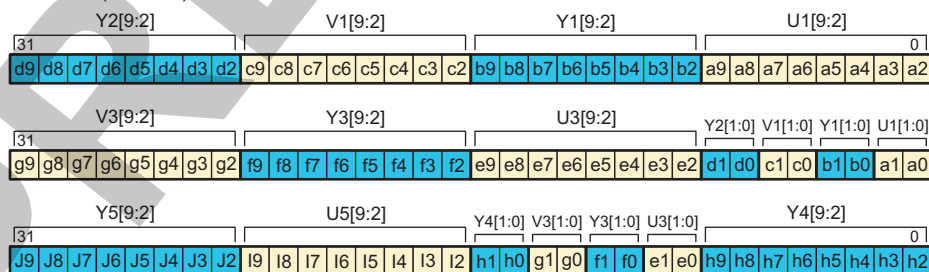 Y2[9:2] V1[9:2] Y1[9:2] U1[9:2]
31 0
d9 d8 d7 d6 d5 d4 d3 d2 c9 c8 c7 c6 c5 c4 c3 c2 b9 b8 b7 b6 b5 b4 b3 b2 a9 a8 a7 a6 a5 a4 a3 a2
V3[9:2] Y3[9:2] U3[9:2] Y2[1:0] V1[1:0] Y1[1:0] U1[1:0]
31
g9 g8 g7 g6 g5 g4 g3 g2 f9 f8 f7 f6 f5 f4 f3 f2 e9 e8 e7 e6 e5 e4 e3 e2 d1 d0 c1 c0 b1 b0 a1 a0
Y5[9:2] U5[9:2] Y4[1:0] V3[1:0] Y3[1:0] U3[1:0] Y4[9:2]
31 0
J9 J8 J7 J6 J5 J4 J3 J2 I9 I8 I7 I6 I5 I4 I3 I2 h1 h0 g1 g0 f1 f0 e1 e0 h9 h8 h7 h6 h5 h4 h3 h2